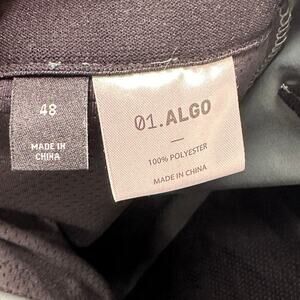 48
MADE IN
CHINA
01.ALGO
—
100% POLYESTER
MADE IN CHINA